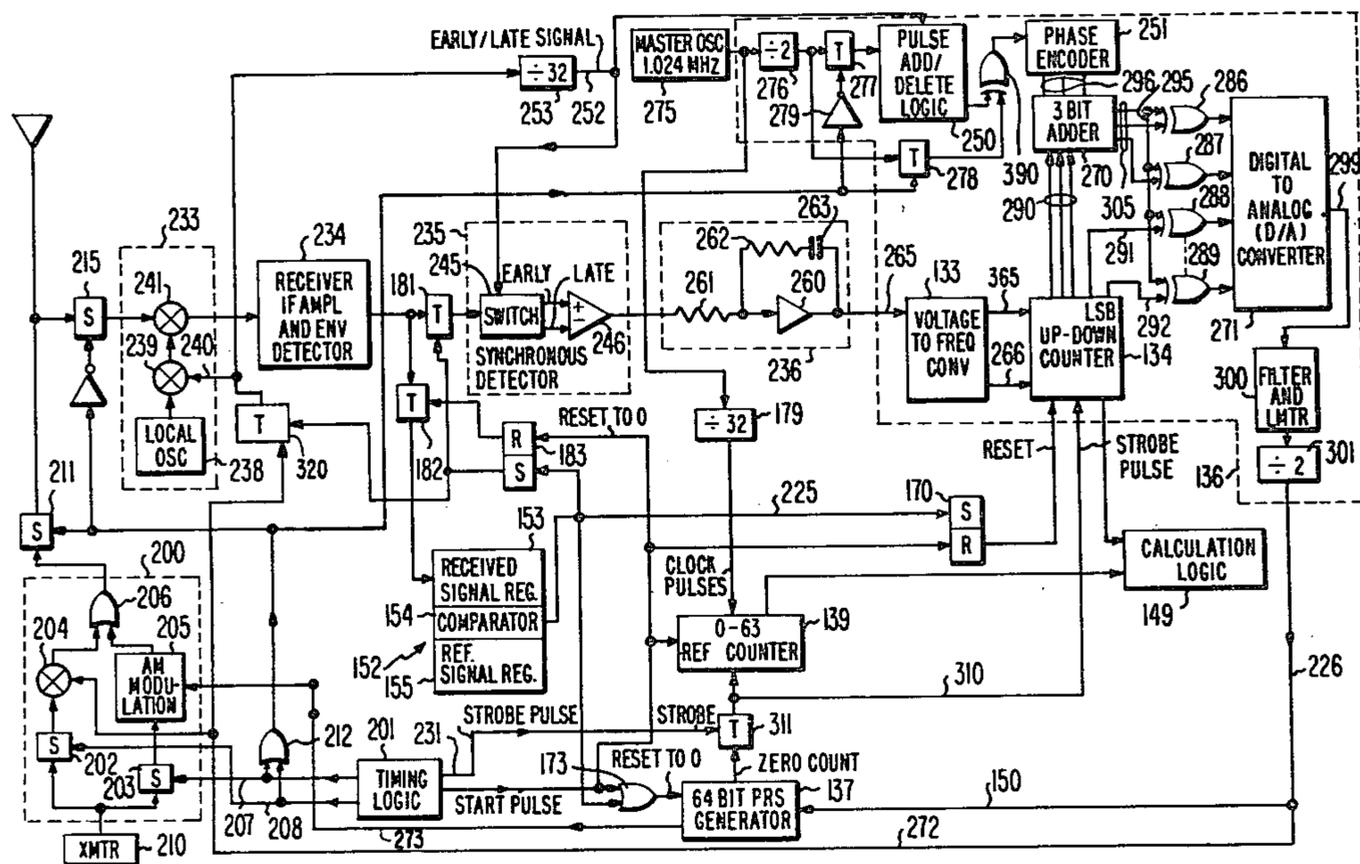 EARLY/LATE SIGNAL
÷ 32
253
252
MASTER OSC
1.024 MHZ
275
÷2
276
T
277
279
PULSE
ADD/
DELETE
LOGIC
250
390
T
278
PHASE
ENCODER
251
296
295
3 BIT
ADDER
270
286
287
288
289
DIGITAL
TO
ANALOG
(D/A)
CONVERTER
271
299
290
305
291
292
233
215
S
241
239
240
LOCAL
OSC
238
T
320
234
RECEIVER
IF AMPL
AND ENV
DETECTOR
181
T
T
182
235
245
EARLY
LATE
SWITCH
+
−
246
SYNCHRONOUS
DETECTOR
262
263
261
260
236
265
133
VOLTAGE
TO FREQ
CONV
365
266
LSB
UP-DOWN
COUNTER
134
300
FILTER
AND
LMTR
÷ 2
301
136
RESET TO 0
R
S
183
÷ 32
179
RESET
STROBE
PULSE
211
S
225
170
S
R
CLOCK
PULSES
CALCULATION
LOGIC
149
153
RECEIVED
SIGNAL REG.
154
COMPARATOR
152
REF.
SIGNAL REG.
155
0-63
REF COUNTER
139
310
226
200
206
204
205
AM
MODU-
LATION
S
202
203
S
212
207
208
XMTR
210
201
TIMING
LOGIC
231
STROBE PULSE
START PULSE
STROBE
T
311
ZERO COUNT
173
RESET TO 0
64 BIT PRS
GENERATOR
137
150
272
273